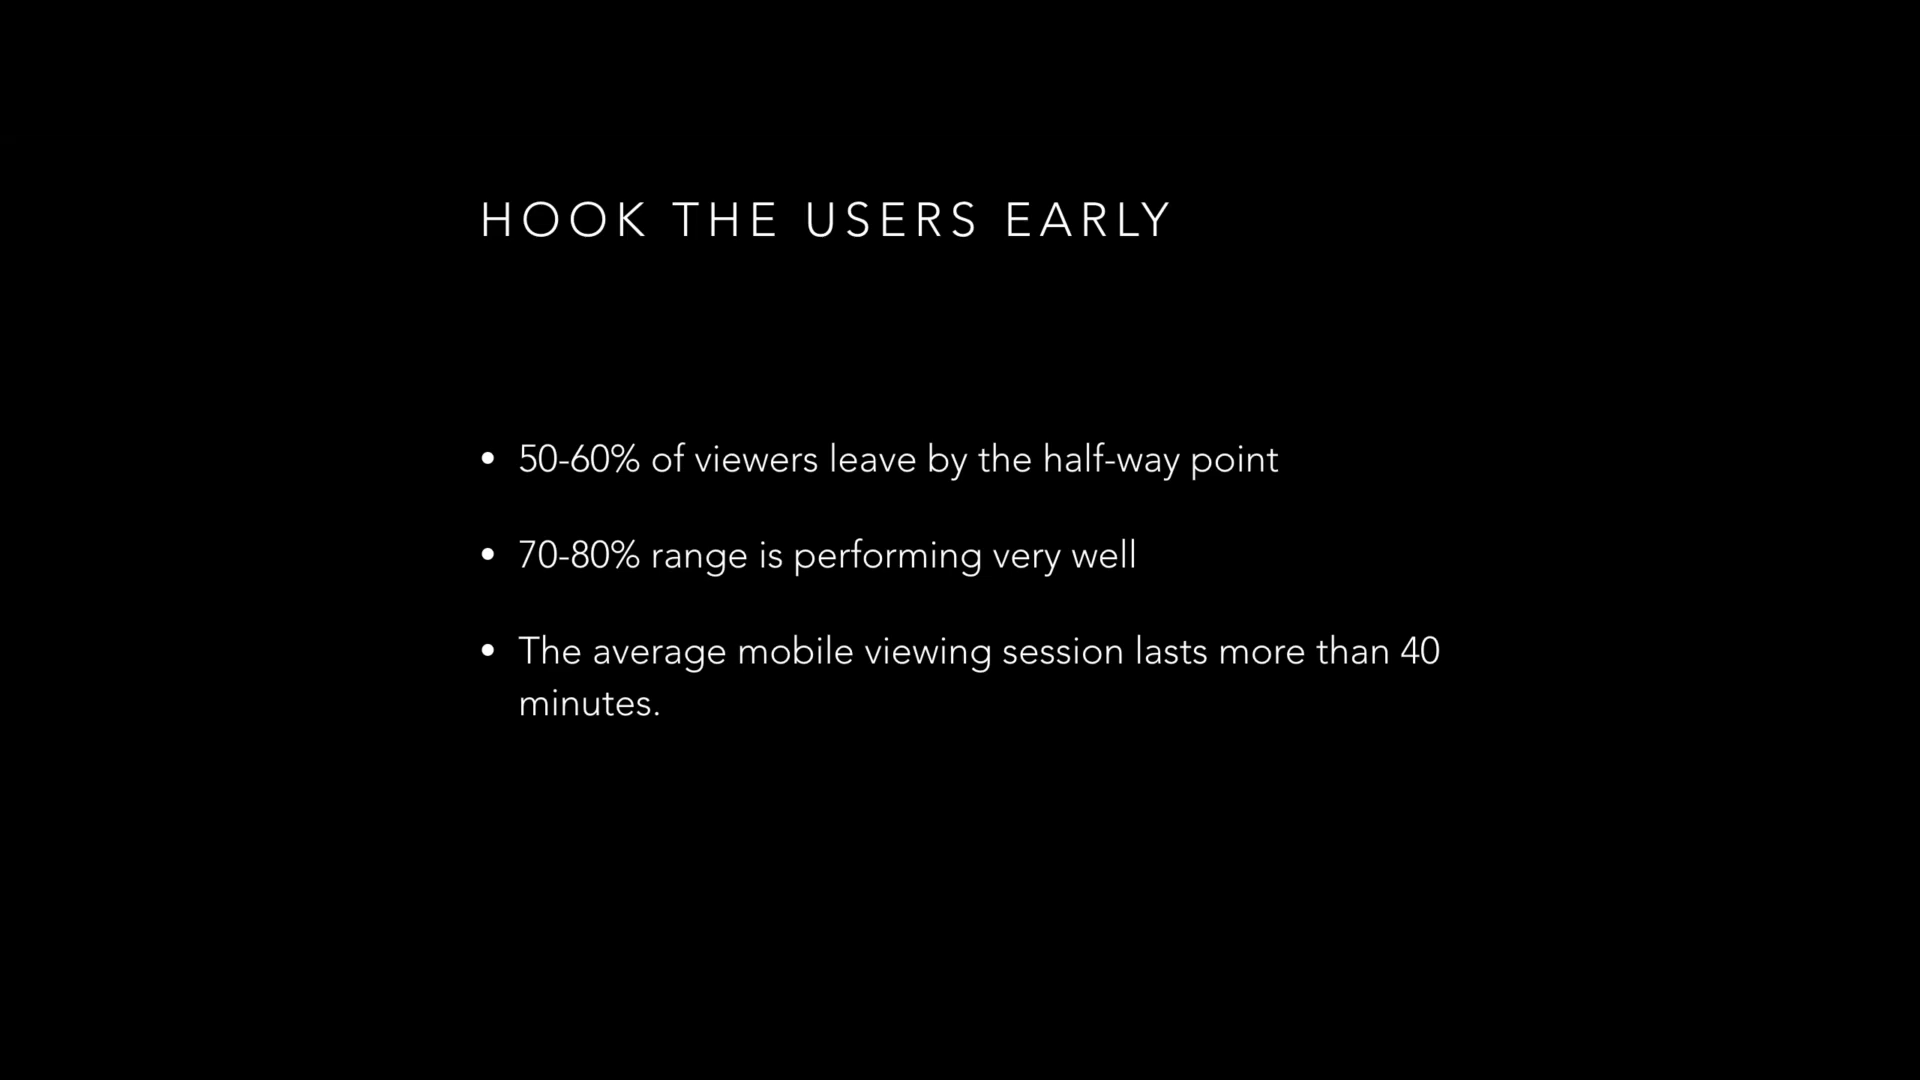 HOOK THE USERS EARLY
• 50-60% of viewers leave by the half-way point
• 70-80% range is performing very well
• The average mobile viewing session lasts more than 40
minutes.